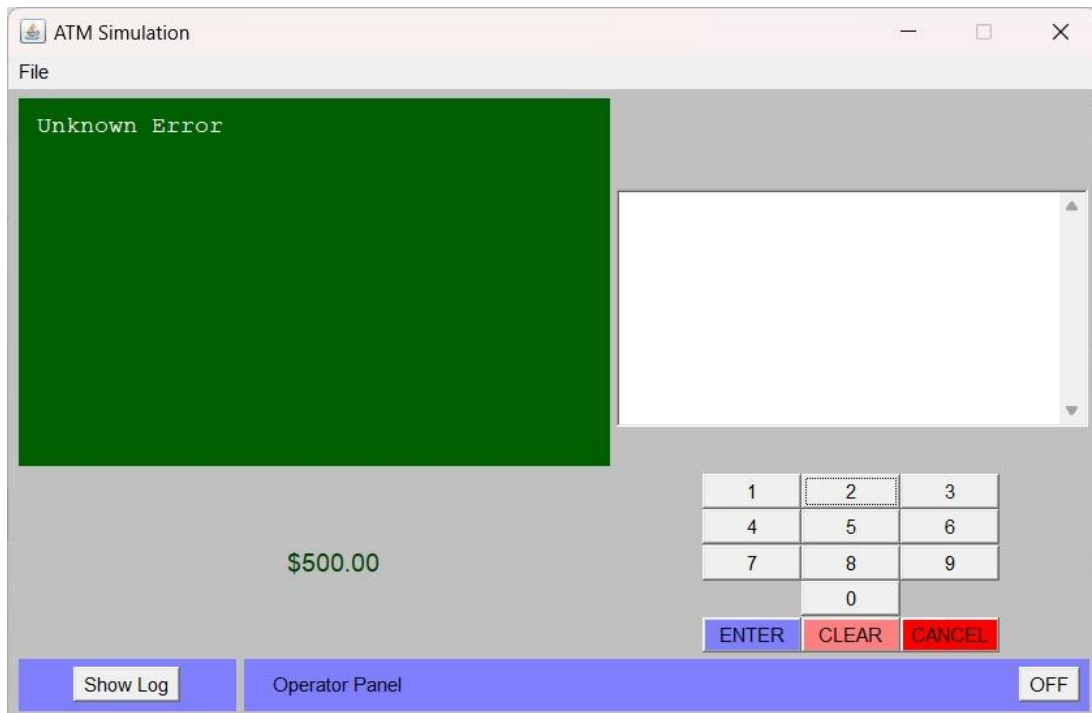 ATM Simulation
File
Unknown Error
1 2 3
4 5 6
$500.00
7 8 9
0
ENTER CLEAR CANCEL
Show Log
Operator Panel
OFF